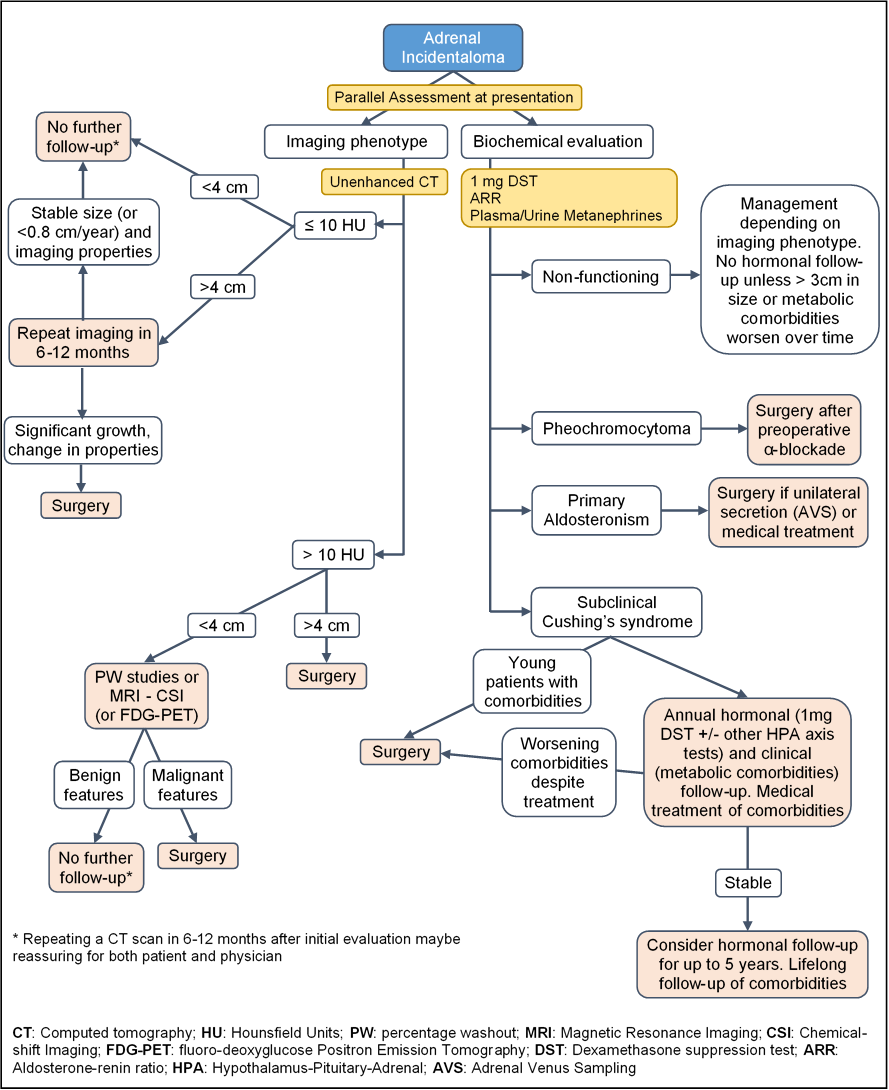 Adrenal
Incidentaloma
Parallel Assessment at presentation
Imaging phenotype
Biochemical evaluation
Unenhanced CT
1 mg DST
ARR
Plasma/Urine Metanephrines
No further
follow-up*
<4 cm
≤ 10 HU
Stable size (or
<0.8 cm/year) and
imaging properties
>4 cm
Repeat imaging in
6-12 months
Significant growth,
change in properties
Surgery
Non-functioning
Management
depending on
imaging phenotype.
No hormonal follow-
up unless > 3cm in
size or metabolic
comorbidities
worsen over time
Pheochromocytoma
Surgery after
preoperative
α-blockade
Primary
Aldosteronism
Surgery if unilateral
secretion (AVS) or
medical treatment
> 10 HU
<4 cm
>4 cm
PW studies or
MRI - CSI
(or FDG-PET)
Surgery
Benign
features
Malignant
features
No further
follow-up*
Surgery
Subclinical
Cushing's syndrome
Young
patients with
comorbidities
Surgery
Worsening
comorbidities
despite
treatment
Annual hormonal (1mg
DST +/- other HPA axis
tests) and clinical
(metabolic comorbidities)
follow-up. Medical
treatment of comorbidities
Stable
Consider hormonal follow-up
for up to 5 years. Lifelong
follow-up of comorbidities
* Repeating a CT scan in 6-12 months after initial evaluation maybe
reassuring for both patient and physician
CT: Computed tomography; HU: Hounsfield Units; PW: percentage washout; MRI: Magnetic Resonance Imaging; CSI: Chemical-
shift Imaging; FDG-PET: fluoro-deoxyglucose Positron Emission Tomography; DST: Dexamethasone suppression test; ARR:
Aldosterone-renin ratio; HPA: Hypothalamus-Pituitary-Adrenal; AVS: Adrenal Venus Sampling